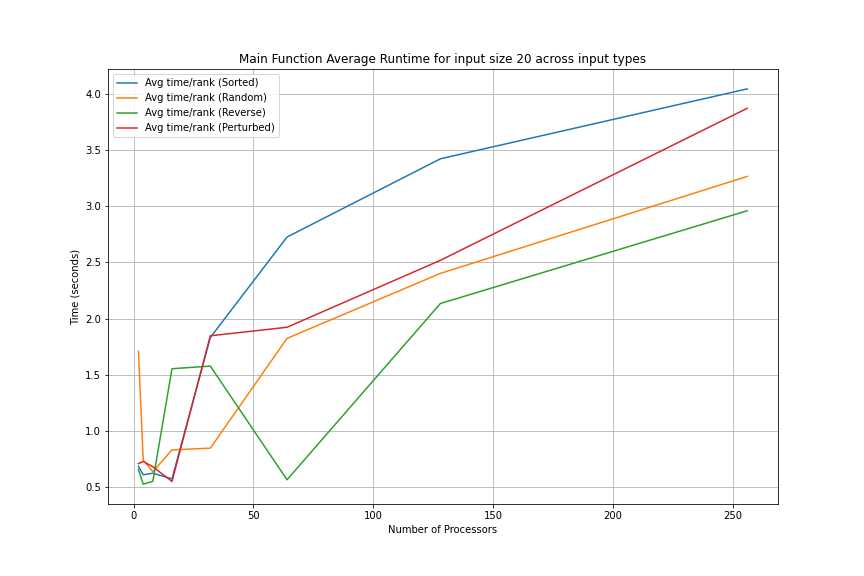 Main Function Average Runtime for input size 20 across input types
Avg time/rank (Sorted)
Avg time/rank (Random)
Avg time/rank (Reverse)
Avg time/rank (Perturbed)
4.0
3.5
3.0
2.5
2.0
1.5
1.0
0.5
Time (seconds)
0 50 100 150 200 250
Number of Processors